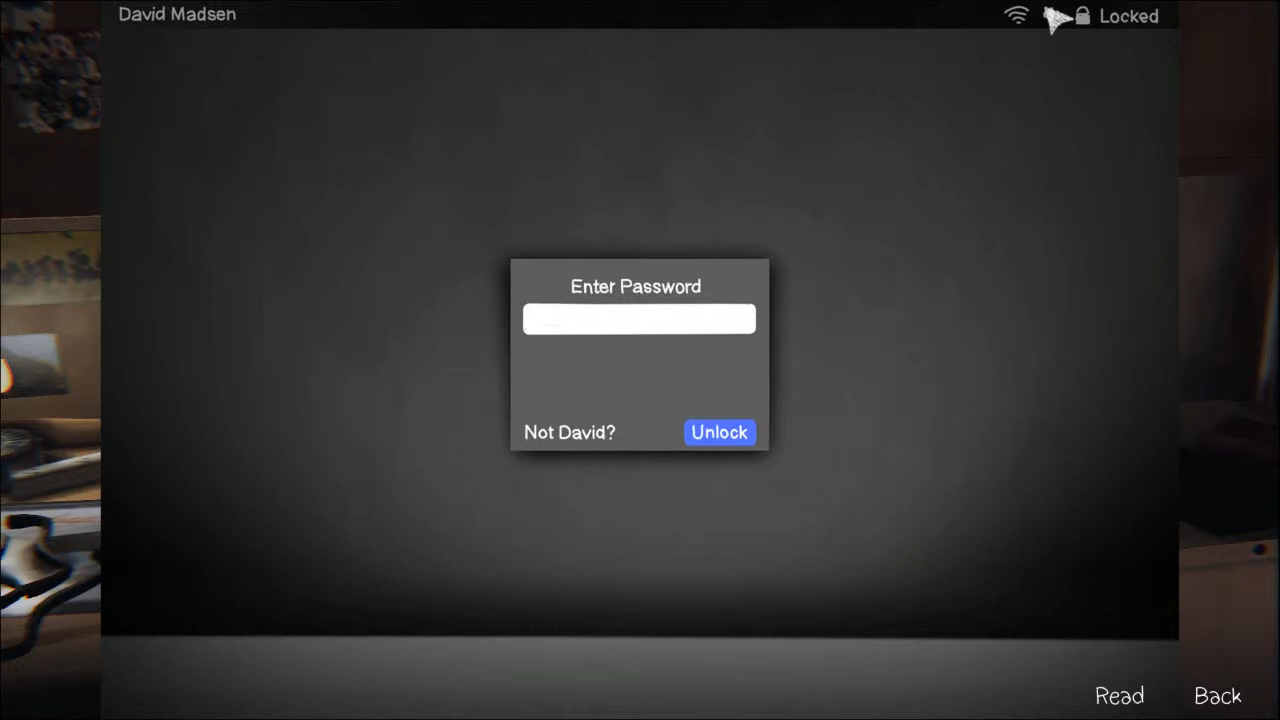 David Madsen
Locked
Enter Password
Not David?
Unlock
Read
Back